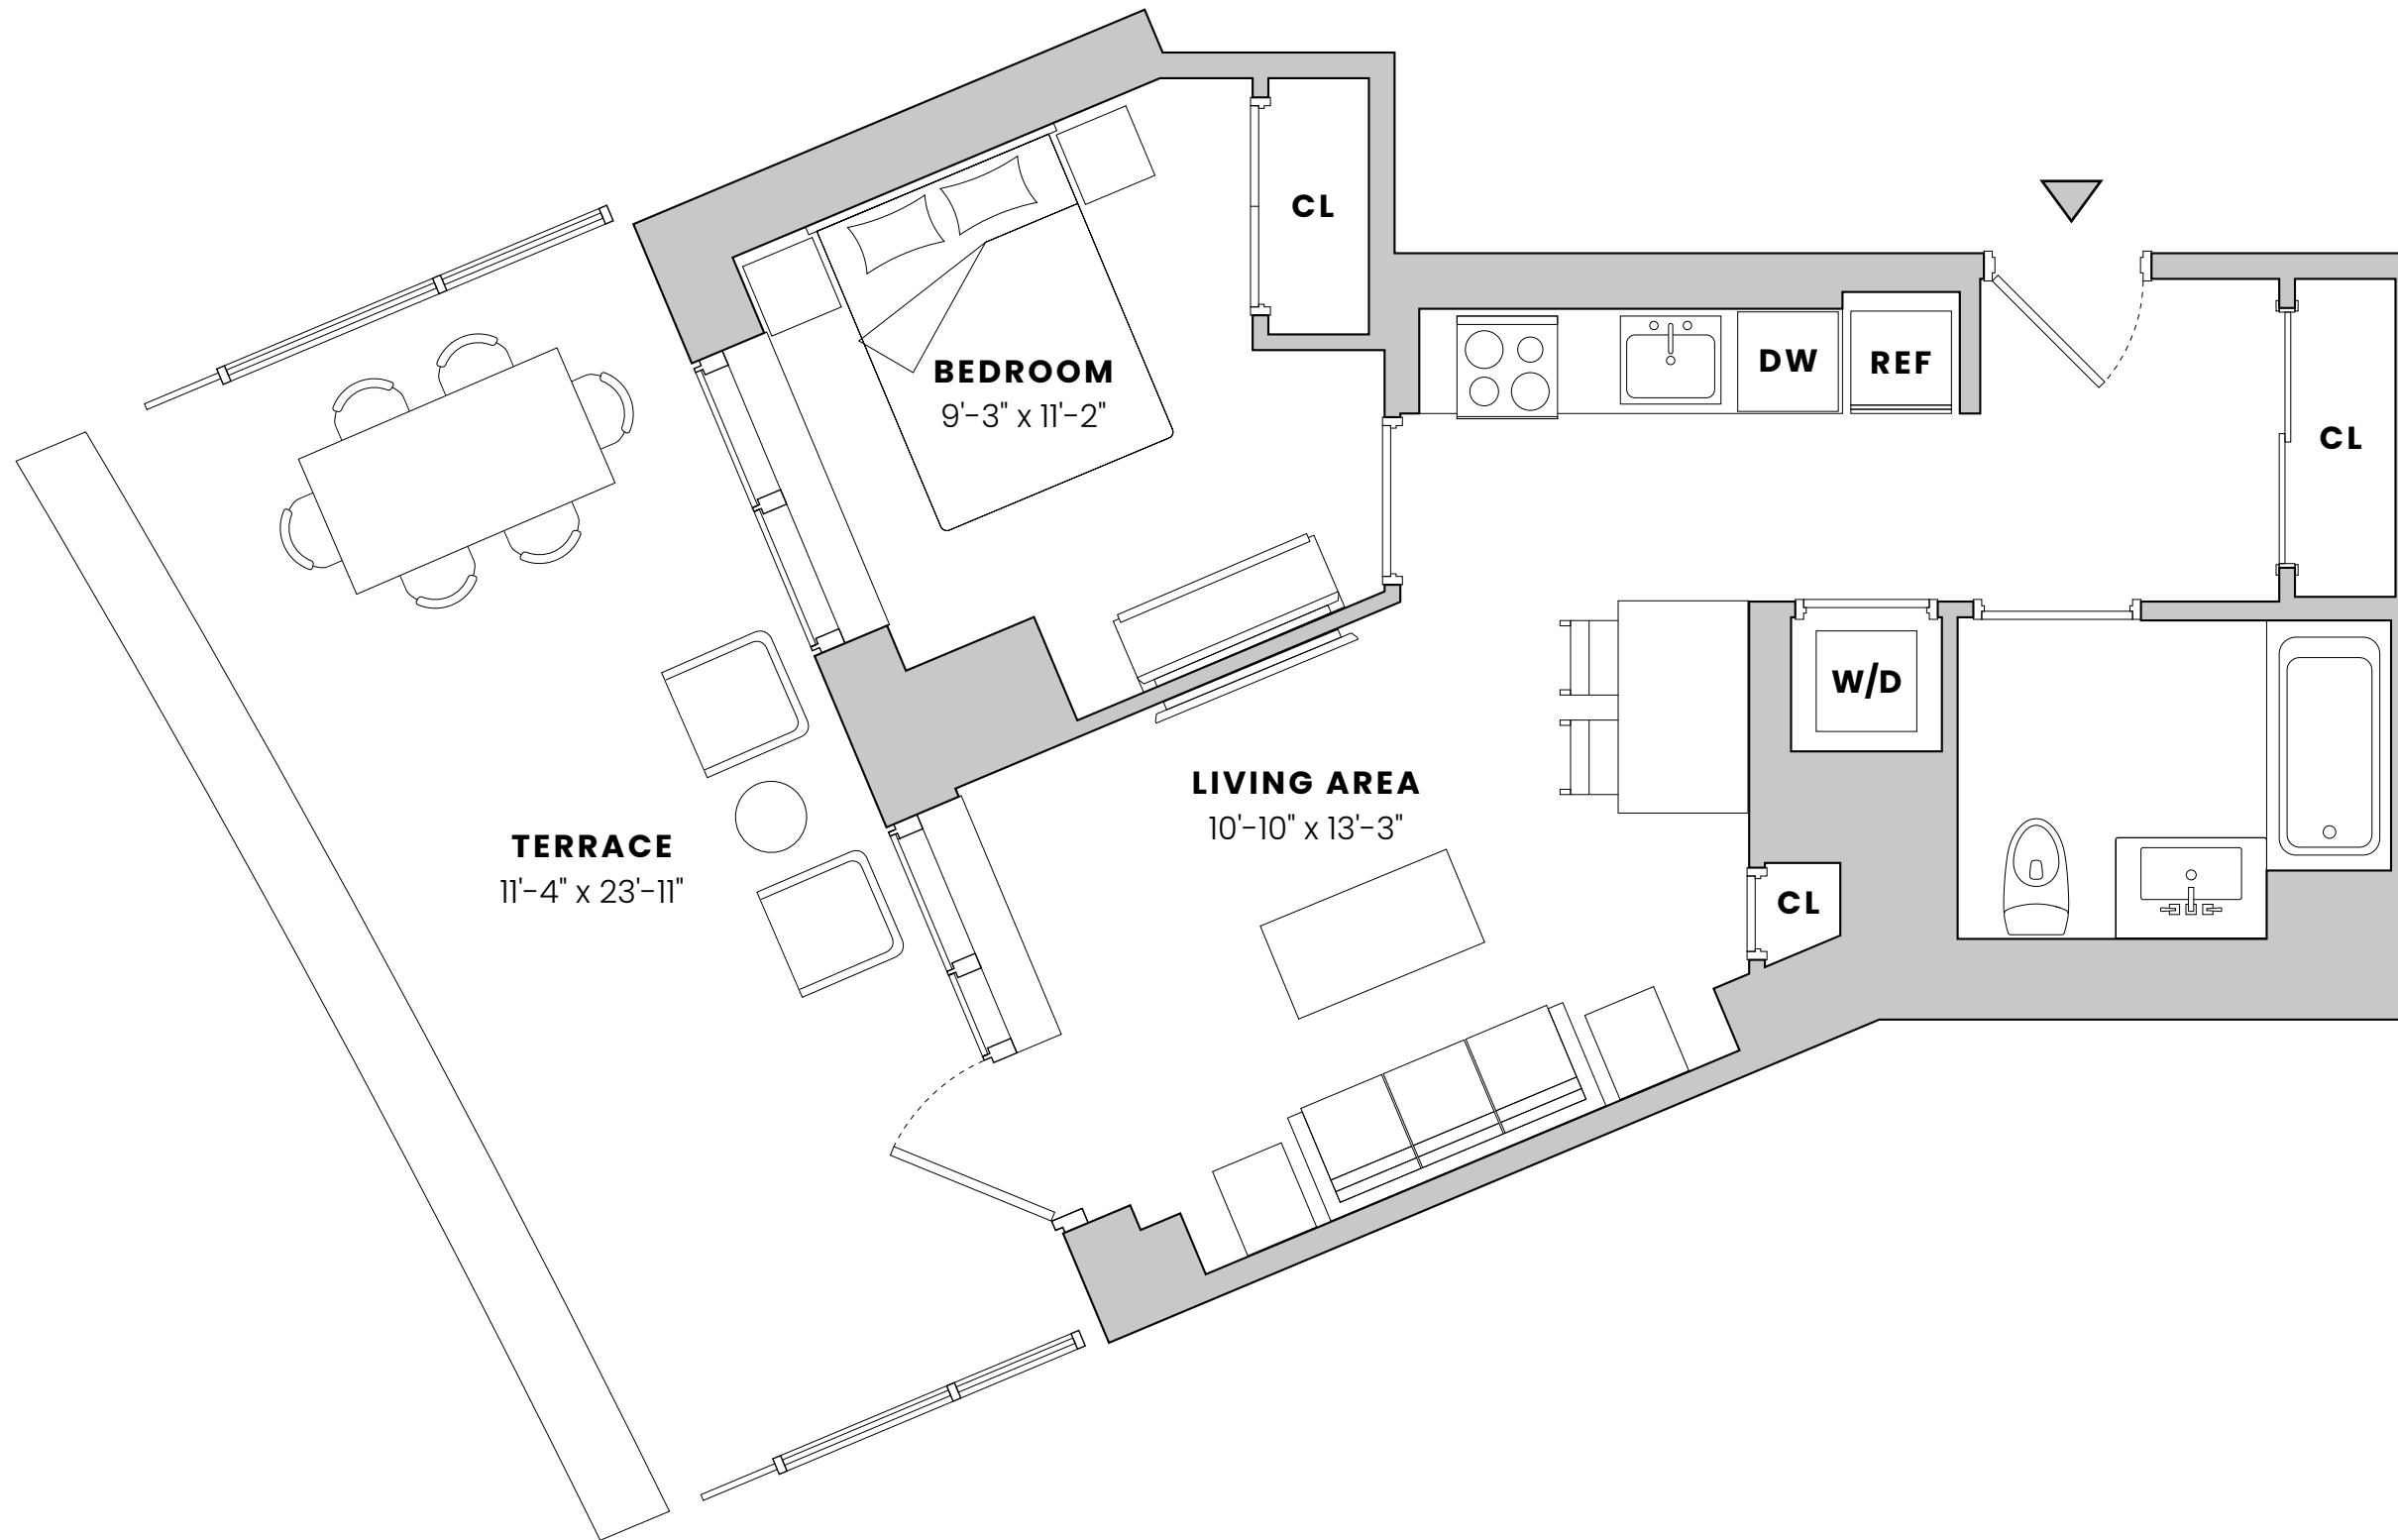 CL
BEDROOM
9'-3" x 11'-2"
DW
REF
CL
W/D
LIVING AREA
10'-10" x 13'-3"
TERRACE
11'-4" x 23'-11"
CL